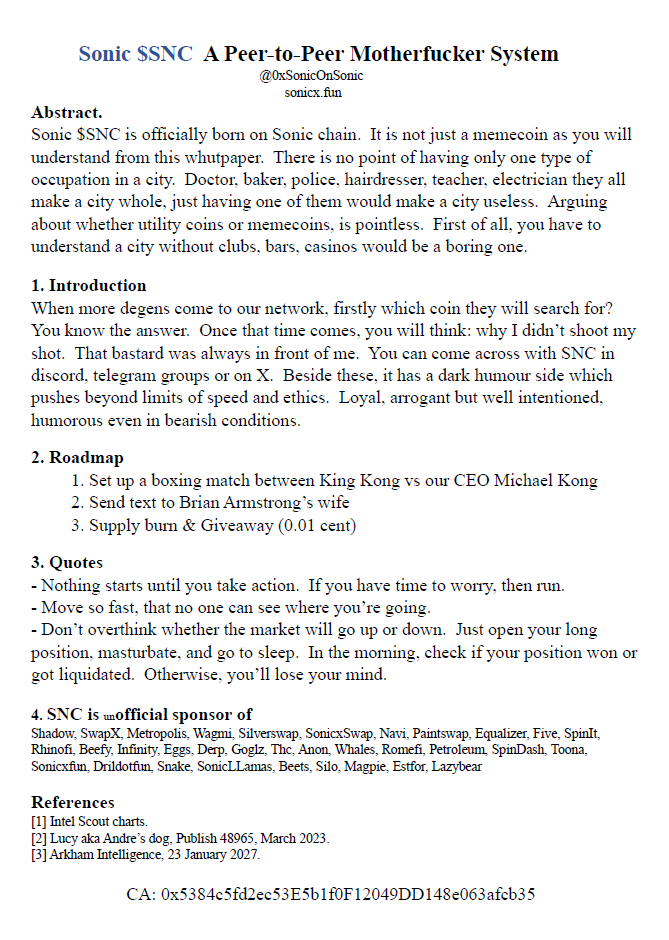 Sonic $SNC A Peer-to-Peer Motherfucker System
@0xSonicOnSonic
sonicx.fun
Abstract.
Sonic $SNC is officially born on Sonic chain. It is not just a memecoin as you will
understand from this whutpaper. There is no point of having only one type of
occupation in a city. Doctor, baker, police, hairdresser, teacher, electrician they all
make a city whole, just having one of them would make a city useless. Arguing
about whether utility coins or memecoins, is pointless. First of all, you have to
understand a city without clubs, bars, casinos would be a boring one.
1. Introduction
When more degens come to our network, firstly which coin they will search for?
You know the answer. Once that time comes, you will think: why I didn't shoot my
shot. That bastard was always in front of me. You can come across with SNC in
discord, telegram groups or on X. Beside these, it has a dark humour side which
pushes beyond limits of speed and ethics. Loyal, arrogant but well intentioned,
humorous even in bearish conditions.
2. Roadmap
1. Set up a boxing match between King Kong vs our CEO Michael Kong
2. Send text to Brian Armstrong's wife
3. Supply burn & Giveaway (0.01 cent)
3. Quotes
- Nothing starts until you take action. If you have time to worry, then run.
- Move so fast, that no one can see where you're going.
- Don't overthink whether the market will go up or down. Just open your long
position, masturbate, and go to sleep. In the morning, check if your position won or
got liquidated. Otherwise, you'll lose your mind.
4. SNC is unofficial sponsor of
Shadow, SwapX, Metropolis, Wagmi, Silverswap, SonicxSwap, Navi, Paintswap, Equalizer, Five, SpinIt,
Rhinofi, Beefy, Infinity, Eggs, Derp, Goglz, Thc, Anon, Whales, Romefi, Petroleum, SpinDash, Toona,
Sonicxfun, Drildotfun, Snake, SonicLLamas, Beets, Silo, Magpie, Estfor, Lazybear
References
[1] Intel Scout charts.
[2] Lucy aka Andre's dog, Publish 48965, March 2023.
[3] Arkham Intelligence, 23 January 2027.
CA: 0x5384c5fd2ec53E5b1f0F12049DD148e063afcb35